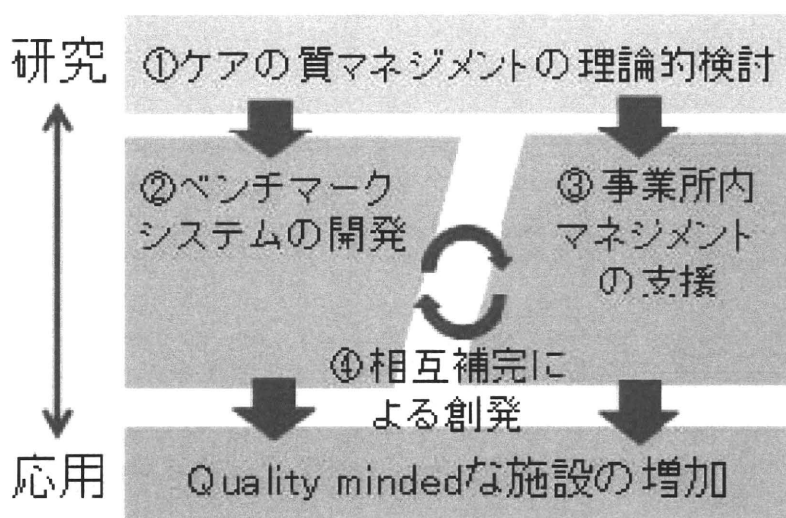 研究
①ケアの質マネジメントの理論的検討
②ベンチマーク
システムの開発
③事業所内
マネジメント
の支援
④相互補完に
よる創発
応用
Quality mindedな施設の増加